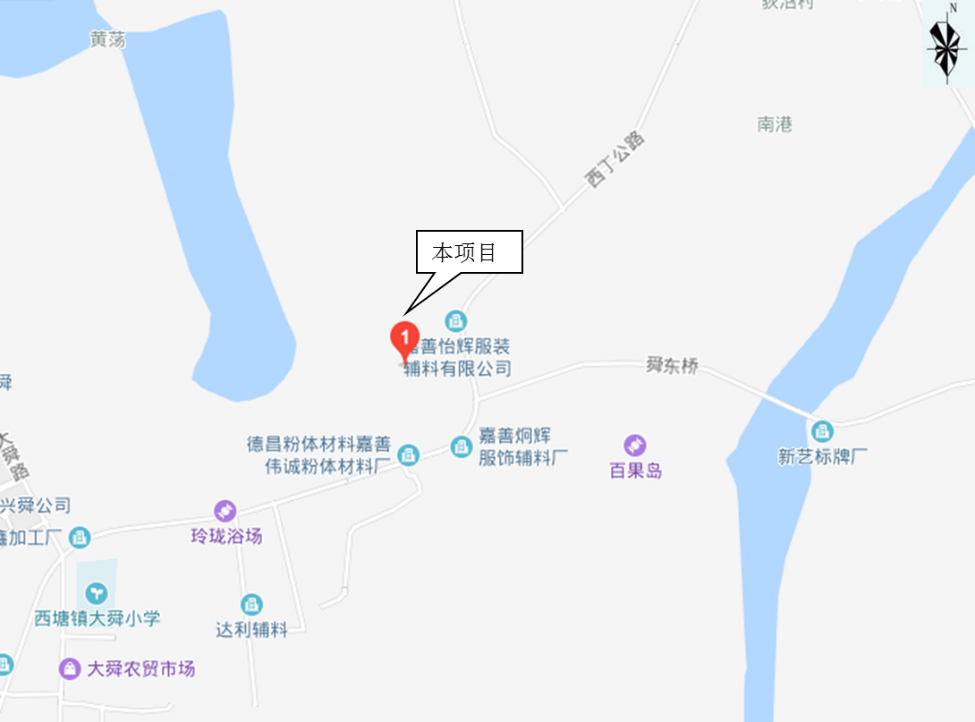 荻沼村
N
黄荡
南港
西丁公路
本项目
1
嘉善怡辉服装
辅料有限公司
舜东桥
舜
大舜路
德昌粉体材料嘉善
伟诚粉体材料厂
嘉善炯辉
服饰辅料厂
百果岛
新艺标牌厂
兴舜公司
鑫加工厂
玲珑浴场
西塘镇大舜小学
达利辅料
大舜农贸市场